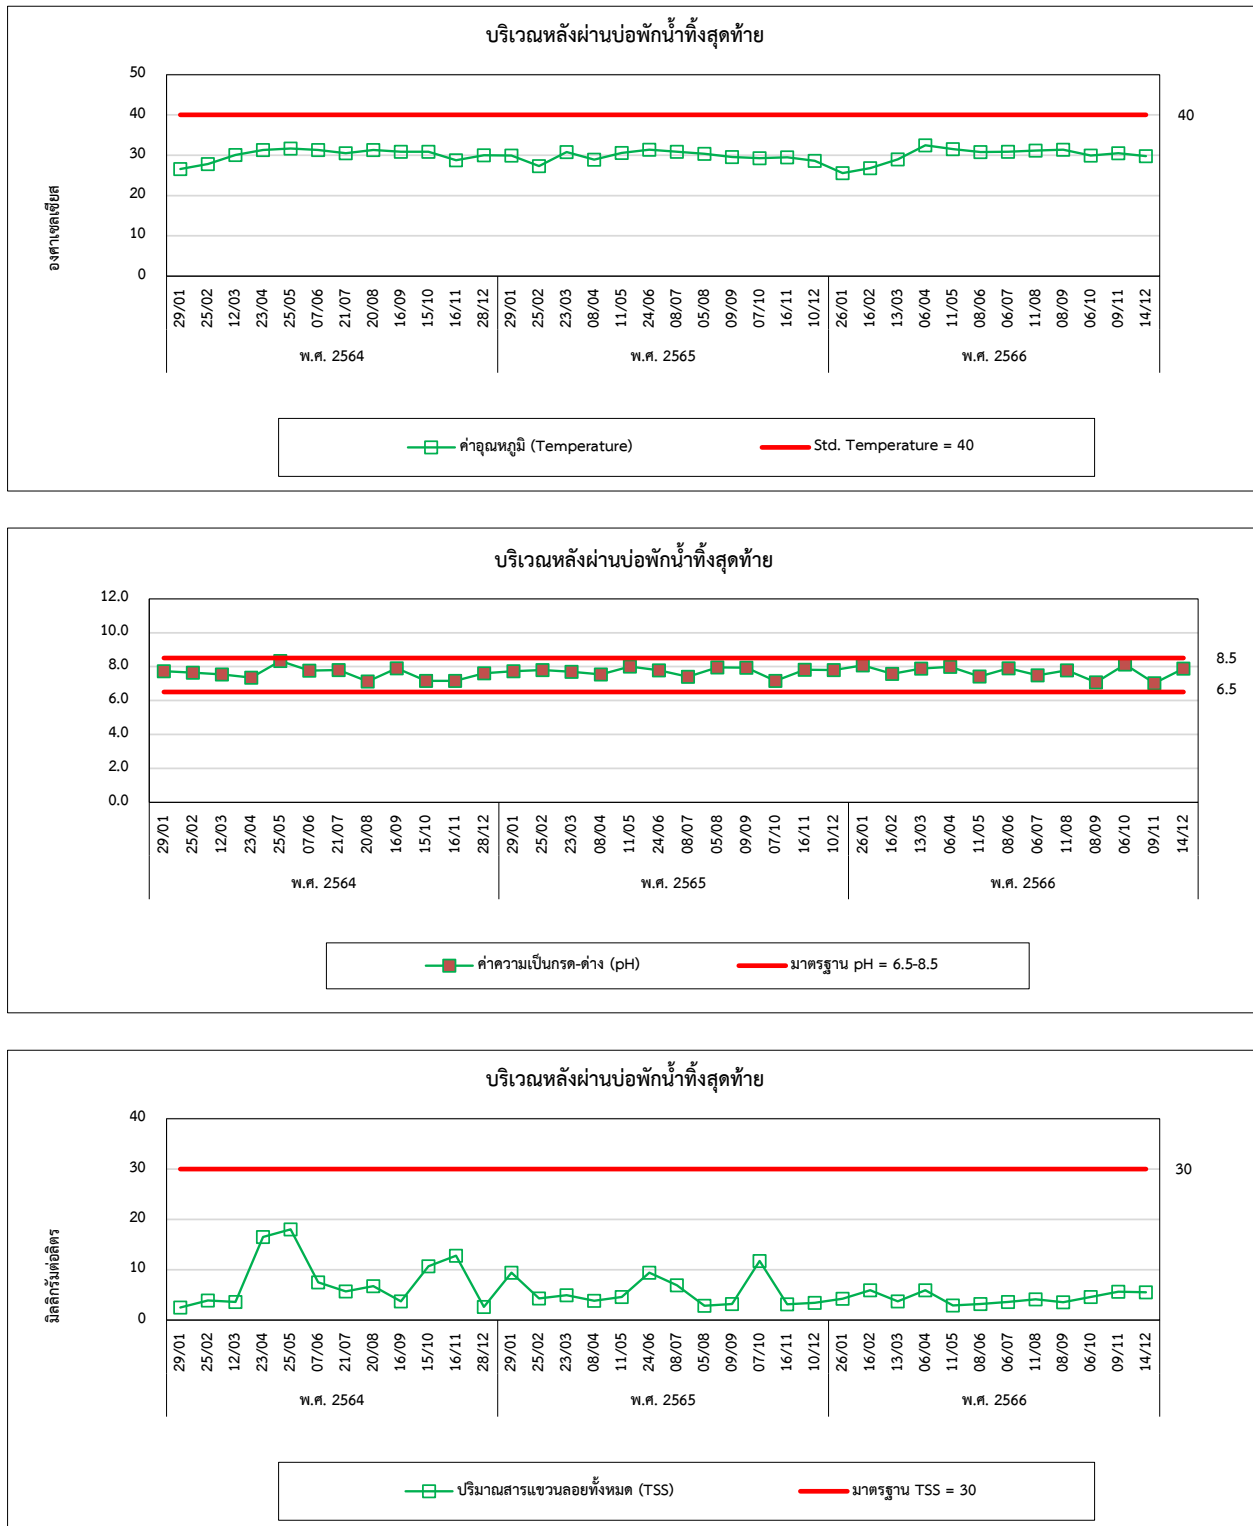 บริเวณหลังผ่านบ่อพักน้ำทิ้งสุดท้าย
50
40
30
20
10
0
40
องศาเซลเซียส
29/01 25/02 12/03 23/04 25/05 07/06 21/07 20/08 16/09 15/10 16/11 28/12 29/01 25/02 23/03 08/04 11/05 24/06 08/07 05/08 09/09 07/10 16/11 10/12 26/01 16/02 13/03 06/04 11/05 08/06 06/07 11/08 08/09 06/10 09/11 14/12
พ.ศ. 2564 พ.ศ. 2565 พ.ศ. 2566
ค่าอุณหภูมิ (Temperature) Std. Temperature = 40
บริเวณหลังผ่านบ่อพักน้ำทิ้งสุดท้าย
12.0
10.0
8.0
6.0
4.0
2.0
0.0
8.5
6.5
29/01 25/02 12/03 23/04 25/05 07/06 21/07 20/08 16/09 15/10 16/11 28/12 29/01 25/02 23/03 08/04 11/05 24/06 08/07 05/08 09/09 07/10 16/11 10/12 26/01 16/02 13/03 06/04 11/05 08/06 06/07 11/08 08/09 06/10 09/11 14/12
พ.ศ. 2564 พ.ศ. 2565 พ.ศ. 2566
ค่าความเป็นกรด-ด่าง (pH) มาตรฐาน pH = 6.5-8.5
บริเวณหลังผ่านบ่อพักน้ำทิ้งสุดท้าย
40
30
20
10
0
30
มิลลิกรัมต่อลิตร
29/01 25/02 12/03 23/04 25/05 07/06 21/07 20/08 16/09 15/10 16/11 28/12 29/01 25/02 23/03 08/04 11/05 24/06 08/07 05/08 09/09 07/10 16/11 10/12 26/01 16/02 13/03 06/04 11/05 08/06 06/07 11/08 08/09 06/10 09/11 14/12
พ.ศ. 2564 พ.ศ. 2565 พ.ศ. 2566
ปริมาณสารแขวนลอยทั้งหมด (TSS) มาตรฐาน TSS = 30